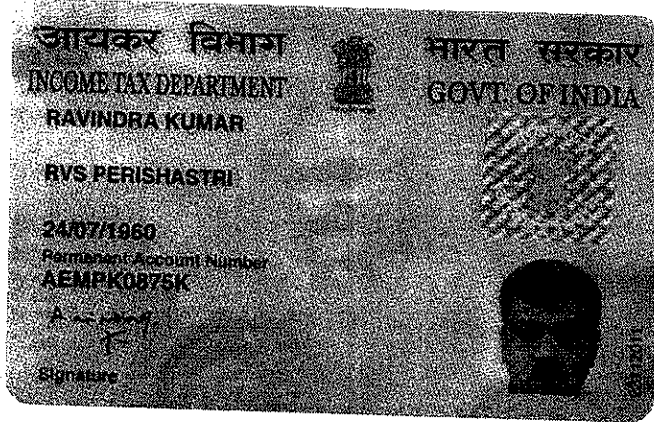 आयकर विभाग
भारत सरकार
INCOME TAX DEPARTMENT
GOVT. OF INDIA
RAVINDRA KUMAR
RVS PERISHASTRI
24/07/1960
Permanent Account Number
AEMPK0875K
Signature